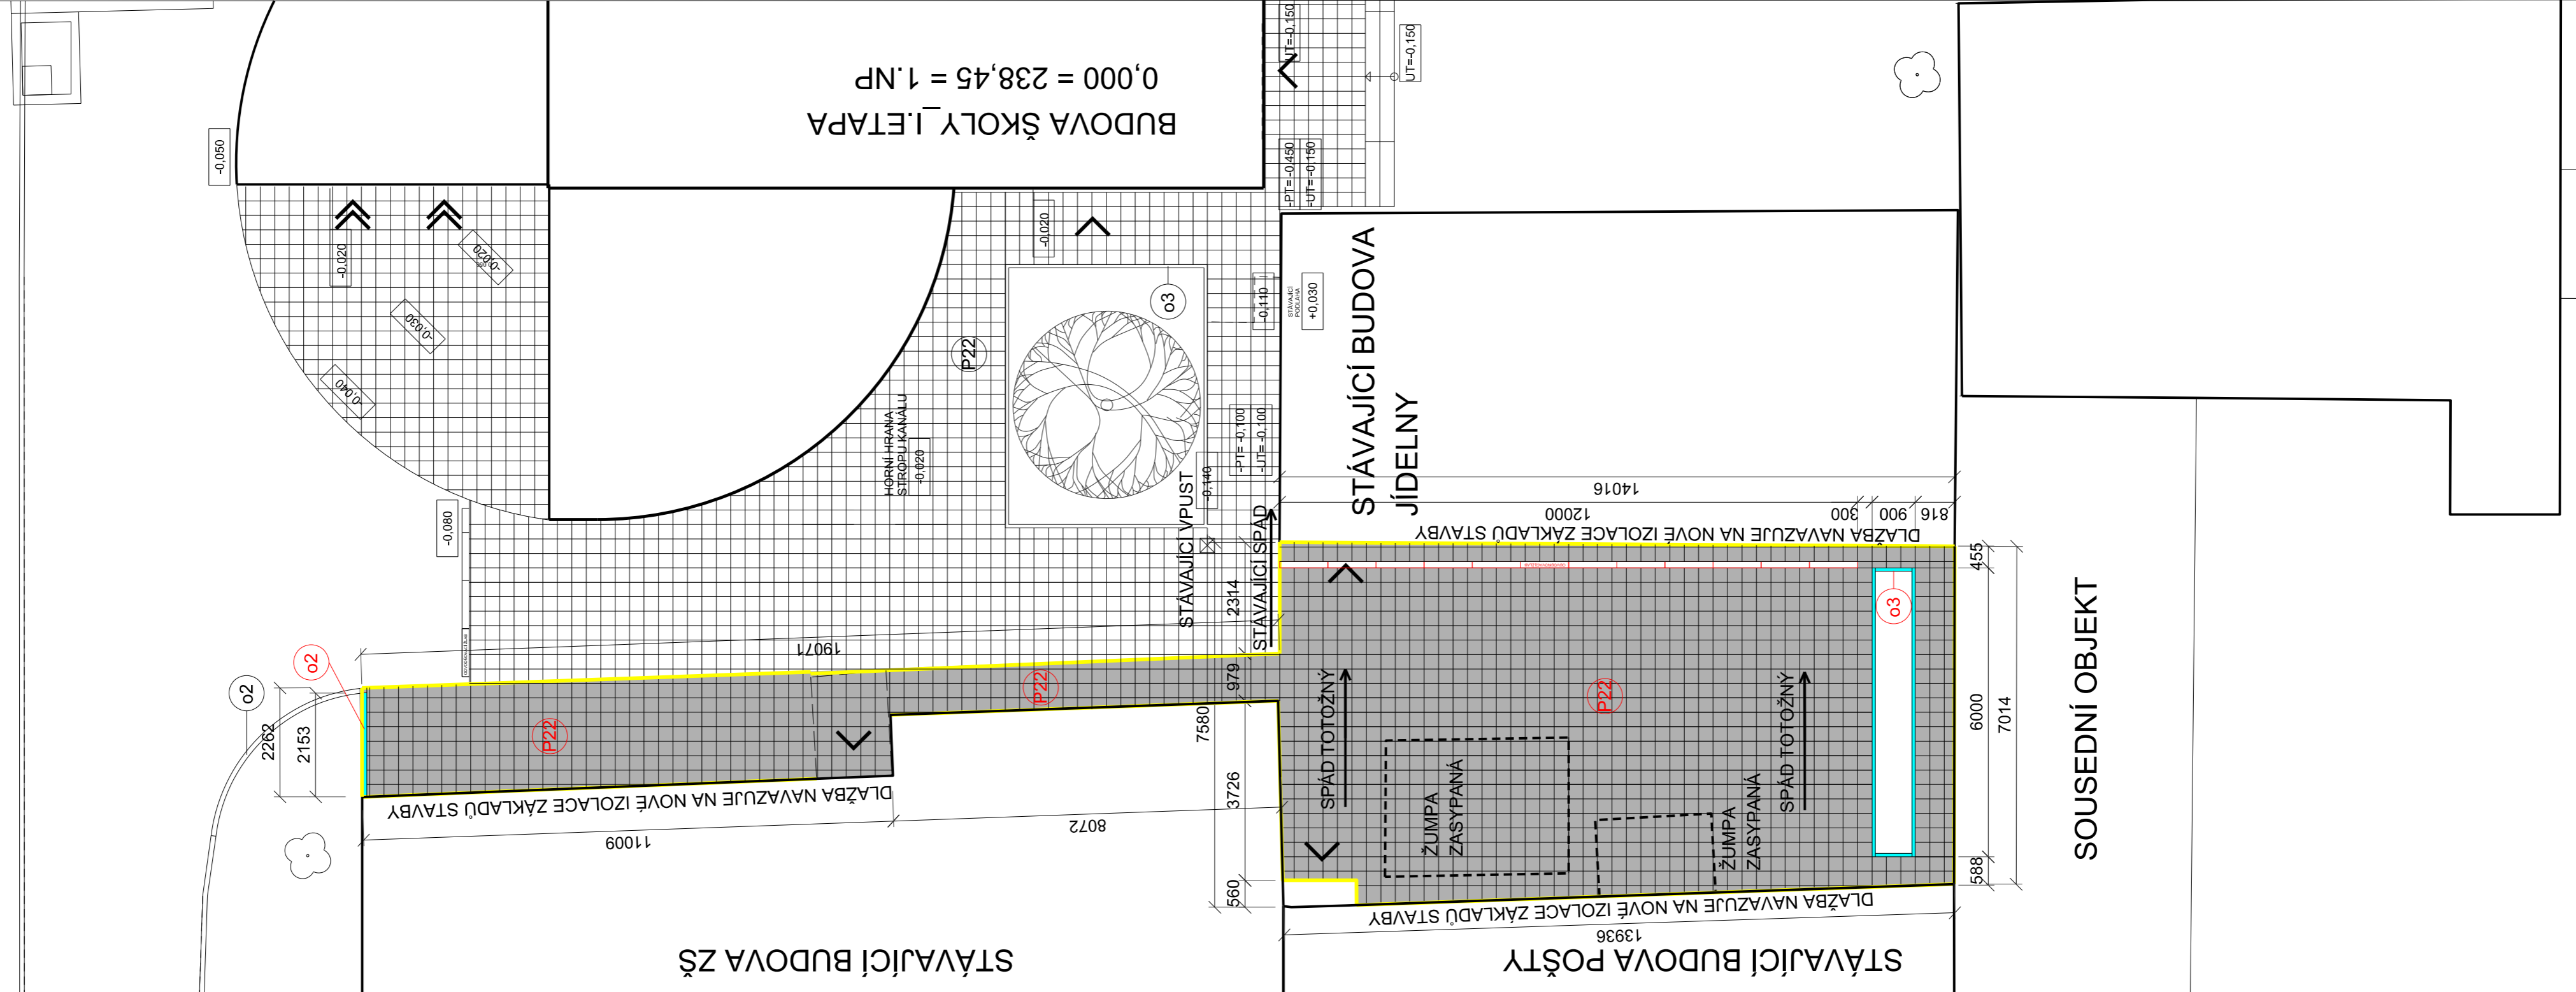 BUDOVA ŠKOLY_I.ETAPA
0,000 = 238,45 = 1.NP
-0,050
-0,020
-0,020
-0,030
-0,040
-0,080
UT=-0,150
UT=-0,150
-PT=-0,450
-UT=-0,150
-0,020
o3
P22
HORNÍ HRANA
STROPU KANÁLU
-0,020
-0,110
STÁVAJÍCÍ
PODLAHA
+0,030
-PT= -0,100
-UT= -0,100
-0,140
STÁVAJÍCÍ VPUST
STÁVAJÍCÍ SPÁD
STÁVAJÍCÍ BUDOVA
JÍDELNY
14016
12000
300
900
816
DLAŽBA NAVAZUJE NA NOVÉ IZOLACE ZÁKLADŮ STAVBY
455
6000
7014
588
SOUSEDNÍ OBJEKT
o3
P22
SPÁD TOTOŽNÝ
SPÁD TOTOŽNÝ
ŽUMPA
ZASYPANÁ
ŽUMPA
ZASYPANÁ
2314
979
7580
3726
560
19071
o2
o2
2262
2153
P22
P22
DLAŽBA NAVAZUJE NA NOVÉ IZOLACE ZÁKLADŮ STAVBY
11009
8072
DLAŽBA NAVAZUJE NA NOVÉ IZOLACE ZÁKLADŮ STAVBY
13936
STÁVAJÍCÍ BUDOVA ZŠ
STÁVAJÍCÍ BUDOVA POŠTY